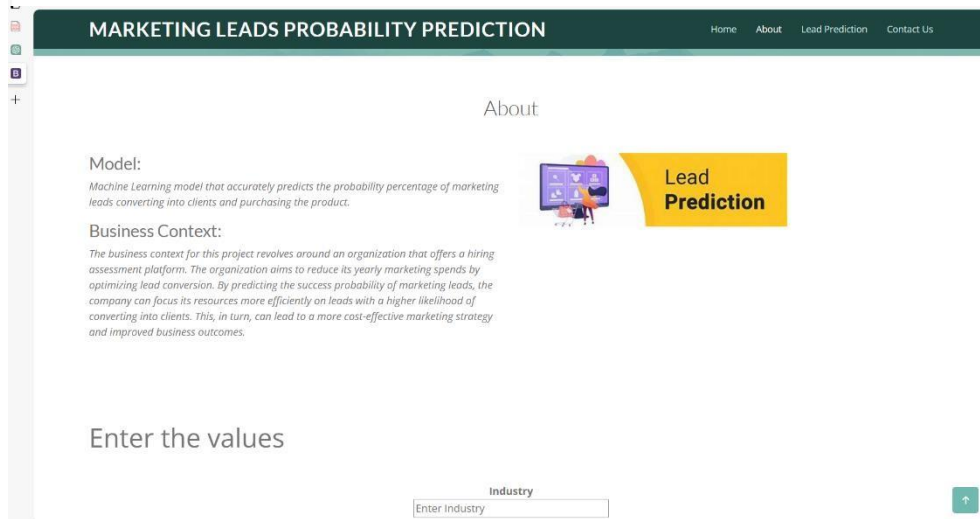 MARKETING LEADS PROBABILITY PREDICTION
Home About Lead Prediction Contact Us
About
Model:
Machine Learning model that accurately predicts the probability percentage of marketing
leads converting into clients and purchasing the product.
Business Context:
The business context for this project revolves around an organization that offers a hiring
assessment platform. The organization aims to reduce its yearly marketing spends by
optimizing lead conversion. By predicting the success probability of marketing leads, the
company can focus its resources more efficiently on leads with a higher likelihood of
converting into clients. This, in turn, can lead to a more cost-effective marketing strategy
and improved business outcomes.
Lead
Prediction
Enter the values
Industry
Enter Industry
B